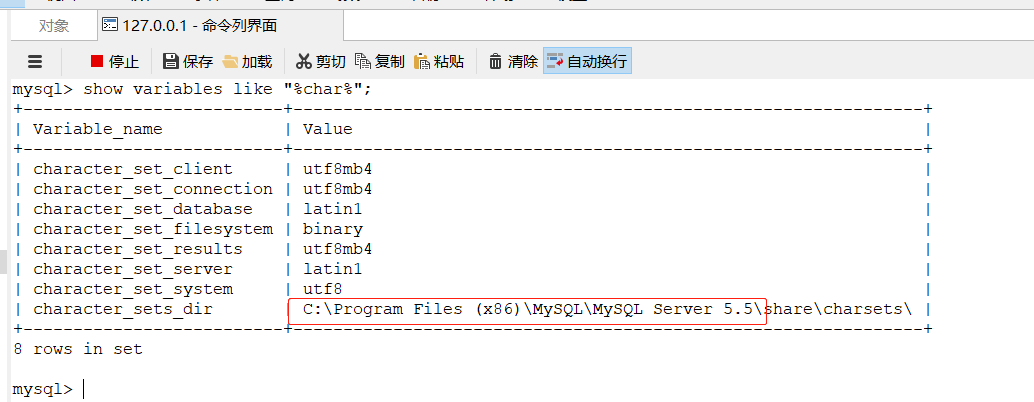 对象 127.0.0.1 - 命令列界面
停止 保存 加载 剪切 复制 粘贴 清除 自动换行
mysql> show variables like "%char%";
+--------------------------+---------------------------------------------------------------+
| Variable_name            | Value                                                         |
+--------------------------+---------------------------------------------------------------+
| character_set_client     | utf8mb4                                                       |
| character_set_connection | utf8mb4                                                       |
| character_set_database   | latin1                                                        |
| character_set_filesystem | binary                                                        |
| character_set_results    | utf8mb4                                                       |
| character_set_server     | latin1                                                        |
| character_set_system     | utf8                                                          |
| character_sets_dir       | C:\Program Files (x86)\MySQL\MySQL Server 5.5\share\charsets\ |
+--------------------------+---------------------------------------------------------------+
8 rows in set
mysql>